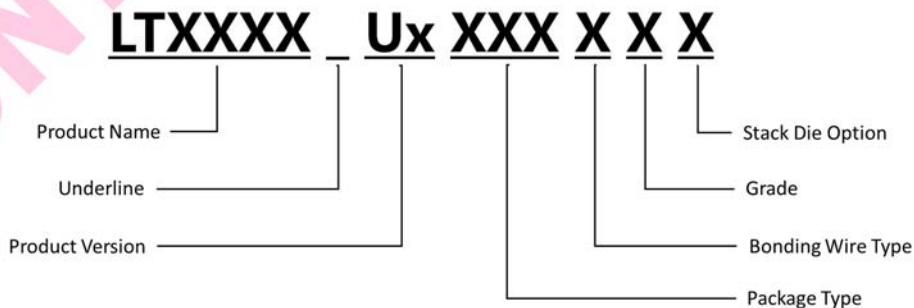 LTXXXX _ Ux XXX X X X
Product Name
Stack Die Option
Underline
Grade
Product Version
Bonding Wire Type
Package Type